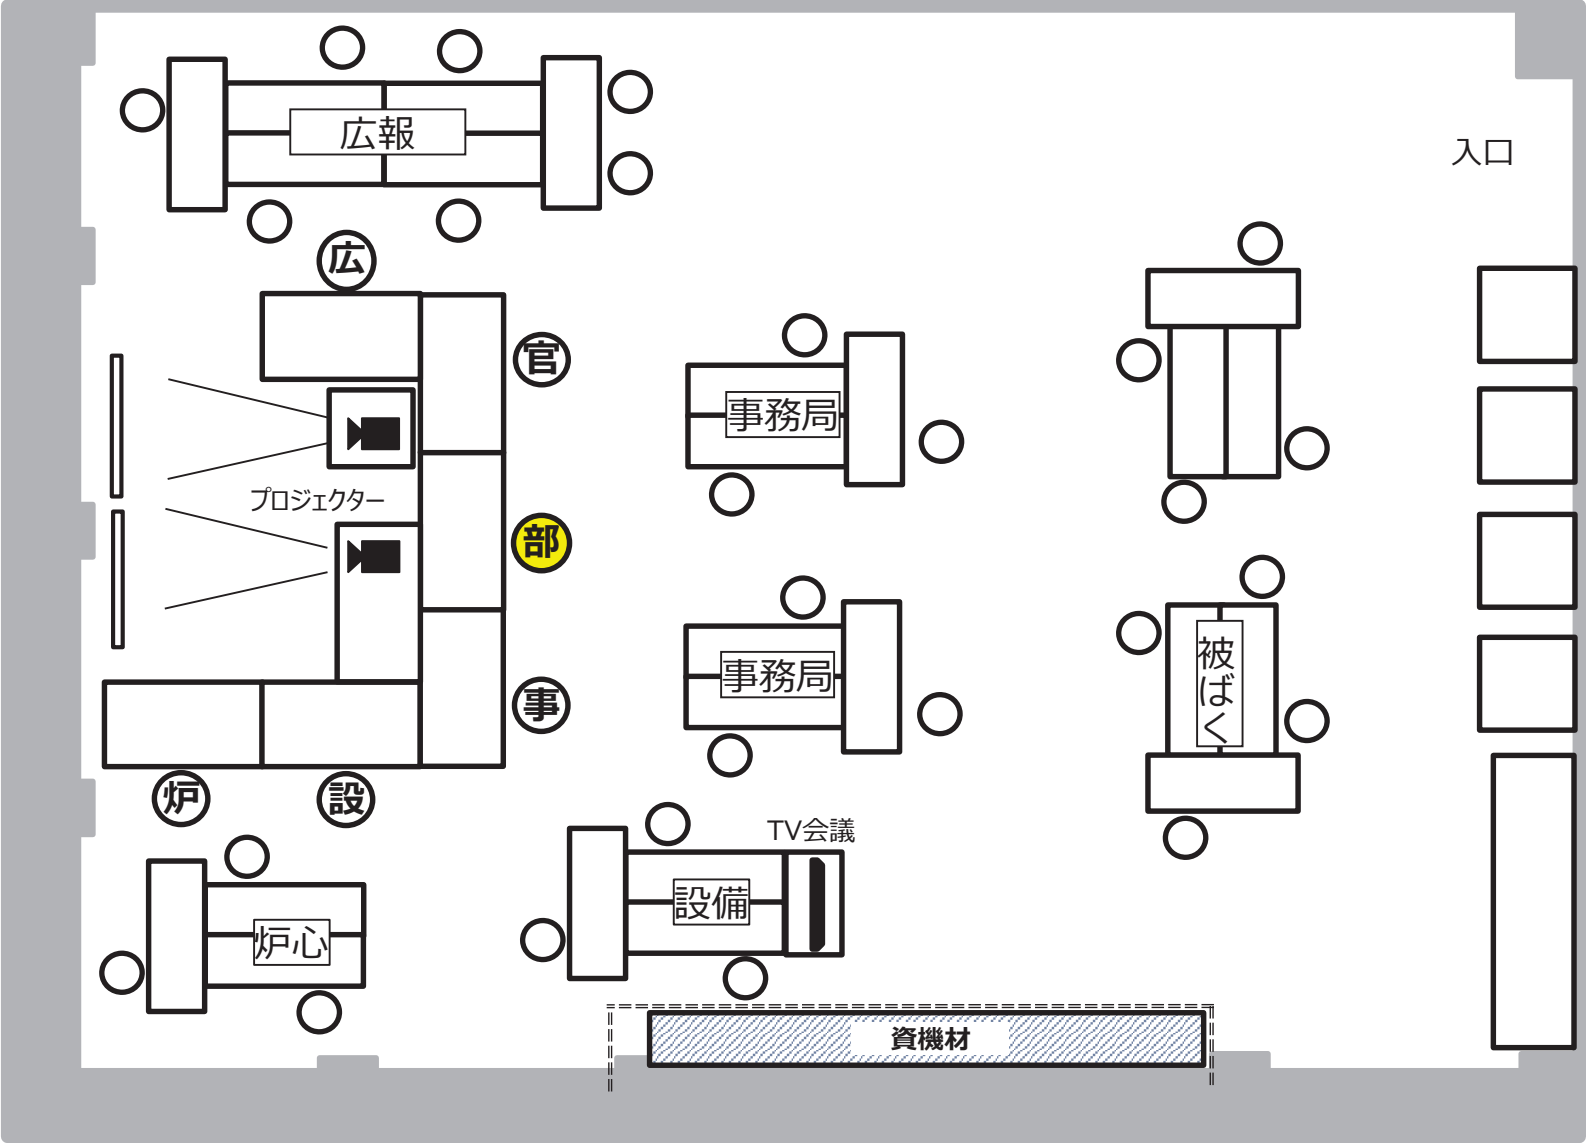 広報
入口
広
官
事務局
プロジェクター
部
被ばく
事務局
事
炉
設
TV会議
設備
炉心
資機材